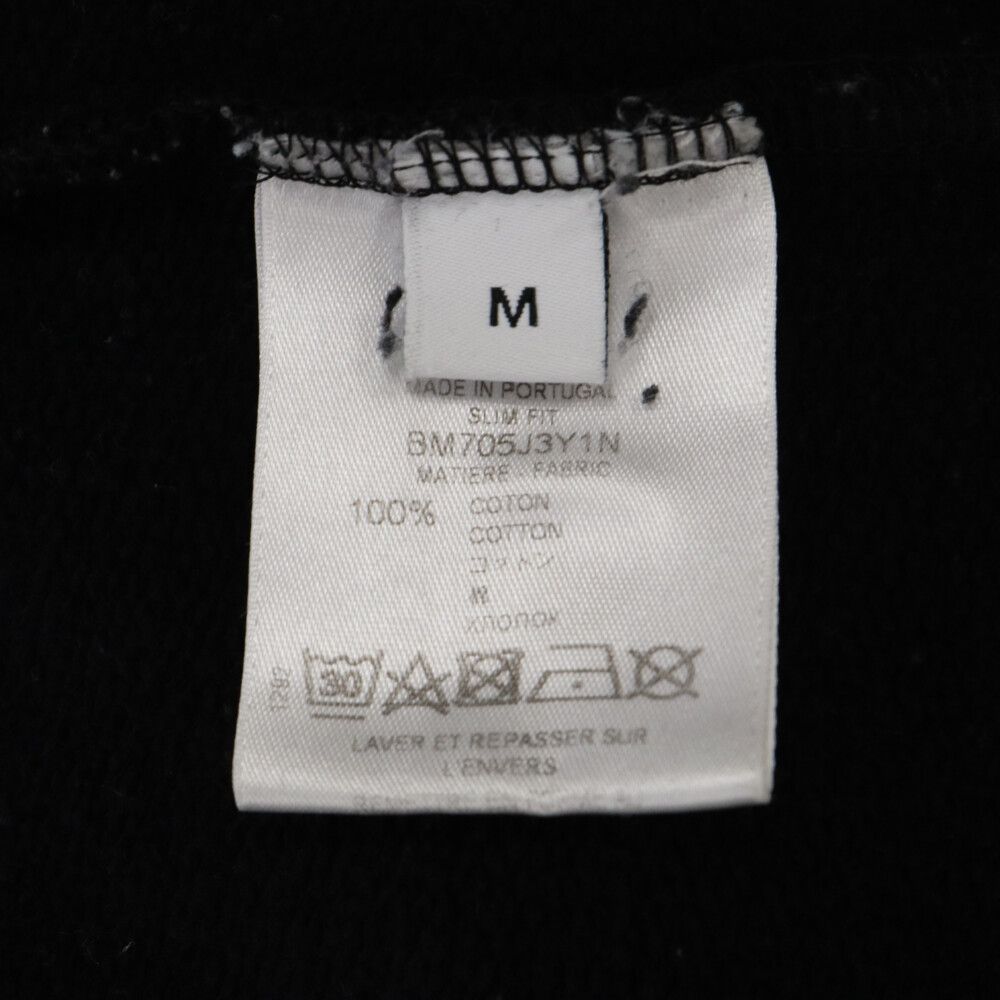 M
MADE IN PORTUGAL
SLIM FIT
BM705J3Y1N
MATIERE FABRIC
100% COTON
COTTON
コットン
棉
ХЛОПОК
30
LAVER ET REPASSER SUR
L'ENVERS